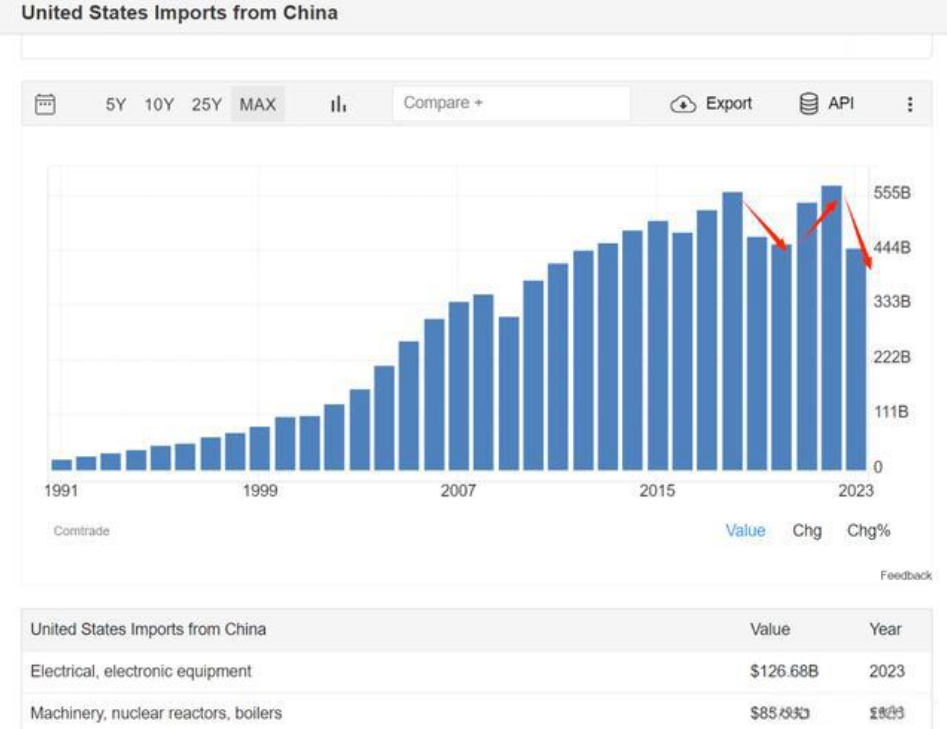 United States Imports from China
5Y 10Y 25Y MAX Compare + Export API
555B
444B
333B
222B
111B
0
1991 1999 2007 2015 2023
Comtrade Value Chg Chg%
Feedback
United States Imports from China Value Year
Electrical, electronic equipment $126.68B 2023
Machinery, nuclear reactors, boilers